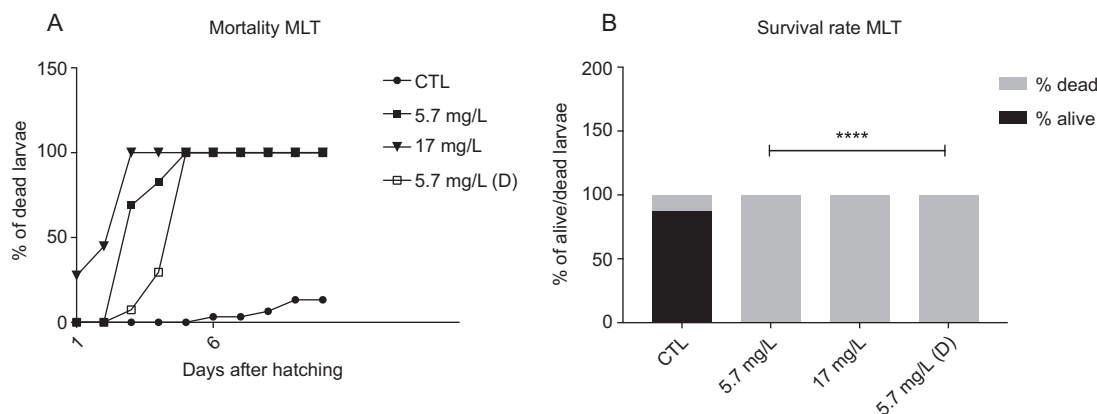 A
Mortality MLT
150
100
50
0
1
6
% of dead larvae
Days after hatching
CTL
5.7 mg/L
17 mg/L
5.7 mg/L (D)
B
Survival rate MLT
200
150
100
50
0
% of alive/dead larvae
****
CTL
5.7 mg/L
17 mg/L
5.7 mg/L (D)
% dead
% alive